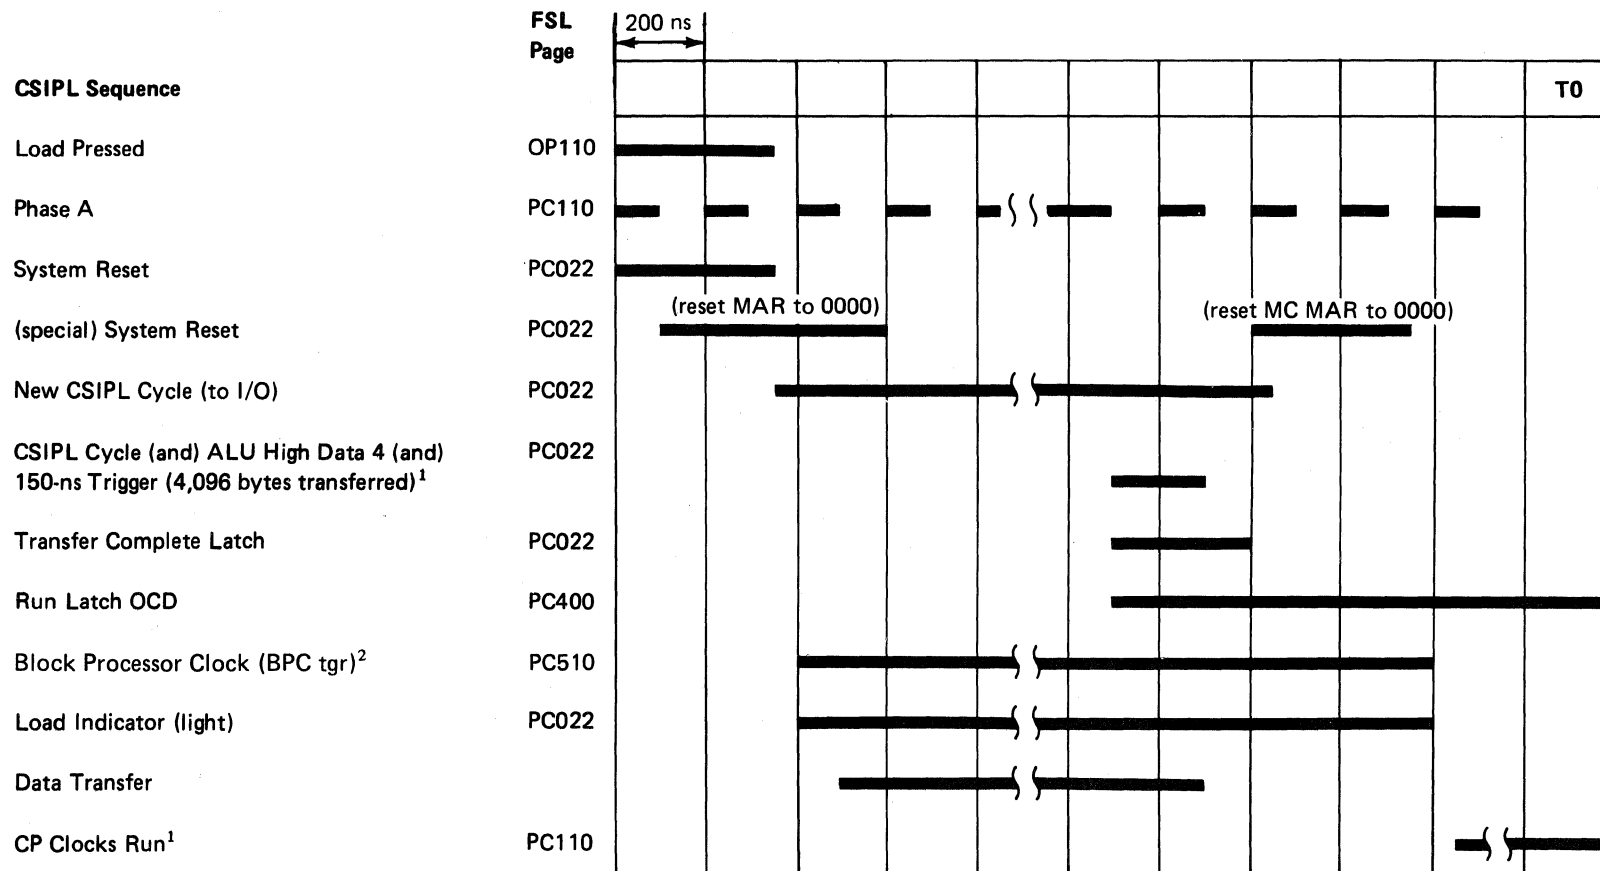 FSL
Page
200 ns
CSIPL Sequence
T0
Load Pressed OP110
Phase A PC110
System Reset PC022
(reset MAR to 0000)
(reset MC MAR to 0000)
(special) System Reset PC022
New CSIPL Cycle (to I/O) PC022
CSIPL Cycle (and) ALU High Data 4 (and) PC022
150-ns Trigger (4,096 bytes transferred)¹
Transfer Complete Latch PC022
Run Latch OCD PC400
Block Processor Clock (BPC tgr)² PC510
Load Indicator (light) PC022
Data Transfer
CP Clocks Run¹ PC110